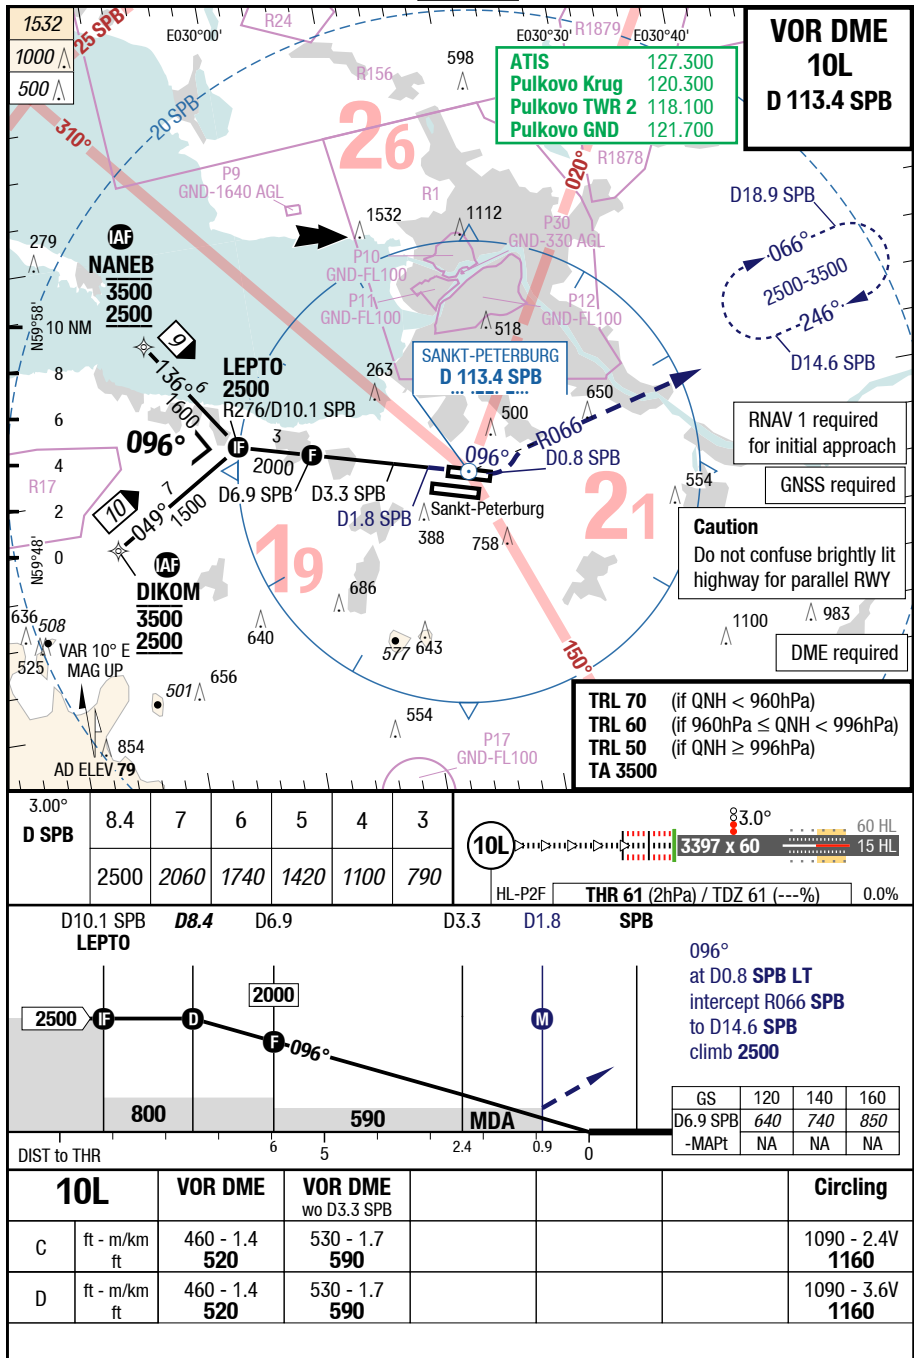 1532
1000
500
25 SPB
R24
E030°00'
E030°30'
R1879
E030°40'
VOR DME
10L
D 113.4 SPB
ATIS 127.300
Pulkovo Krug 120.300
Pulkovo TWR 2 118.100
Pulkovo GND 121.700
598
R156
20 SPB
310°
26
020°
R1878
P9
GND-1640 AGL
R1
D18.9 SPB
1532
1112
P30
GND-330 AGL
IAF
NANEB
3500
2500
279
P10
GND-FL100
066°
2500-3500
246°
P11
GND-FL100
P12
GND-FL100
N59°58'
10 NM
518
D14.6 SPB
9
136°
6
1600
LEPTO
2500
R276/D10.1 SPB
SANKT-PETERBURG
D 113.4 SPB
263
8
6
4
2
0
650
500
R066
RNAV 1 required
for initial approach
096°
IF
3
2000
F
096°
D0.8 SPB
R17
D6.9 SPB
D3.3 SPB
D1.8 SPB
Sankt-Peterburg
554
GNSS required
10
049°
7
1500
21
388
758
Caution
Do not confuse brightly lit
highway for parallel RWY
N59°48'
19
IAF
DIKOM
3500
2500
686
636
508
525
640
577
643
1100
983
VAR 10° E
MAG UP
150°
DME required
501
656
554
P17
GND-FL100
854
AD ELEV 79
TRL 70 (if QNH < 960hPa)
TRL 60 (if 960hPa ≤ QNH < 996hPa)
TRL 50 (if QNH ≥ 996hPa)
TA 3500
3.00°
D SPB 8.4 7 6 5 4 3
2500 2060 1740 1420 1100 790
10L
3.0°
3397 x 60
60 HL
15 HL
HL-P2F
THR 61 (2hPa) / TDZ 61 (---%)
0.0%
D10.1 SPB D8.4 D6.9 D3.3 D1.8 SPB
LEPTO
2500
IF
D
2000
F
096°
M
096°
at D0.8 SPB LT
intercept R066 SPB
to D14.6 SPB
climb 2500
800
590
MDA
GS 120 140 160
D6.9 SPB 640 740 850
-MAPt NA NA NA
DIST to THR
6 5 2.4 0.9 0
10L VOR DME VOR DME Circling
wo D3.3 SPB
C ft - m/km 460 - 1.4 530 - 1.7 1090 - 2.4V
ft 520 590 1160
D ft - m/km 460 - 1.4 530 - 1.7 1090 - 3.6V
ft 520 590 1160